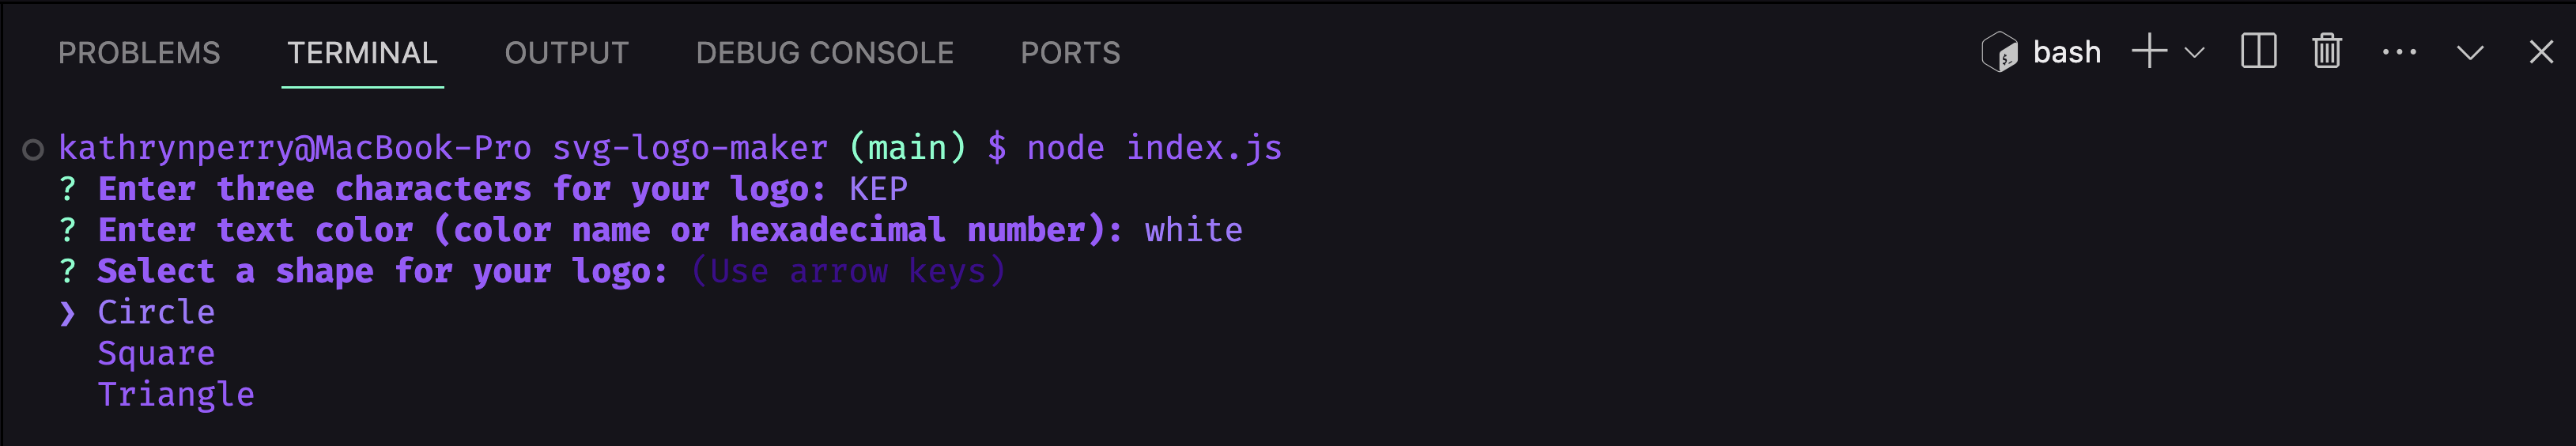 PROBLEMS TERMINAL OUTPUT DEBUG CONSOLE PORTS bash
kathrynperry@MacBook-Pro svg-logo-maker (main) $ node index.js
? Enter three characters for your logo: KEP
? Enter text color (color name or hexadecimal number): white
? Select a shape for your logo: (Use arrow keys)
❯ Circle
Square
Triangle